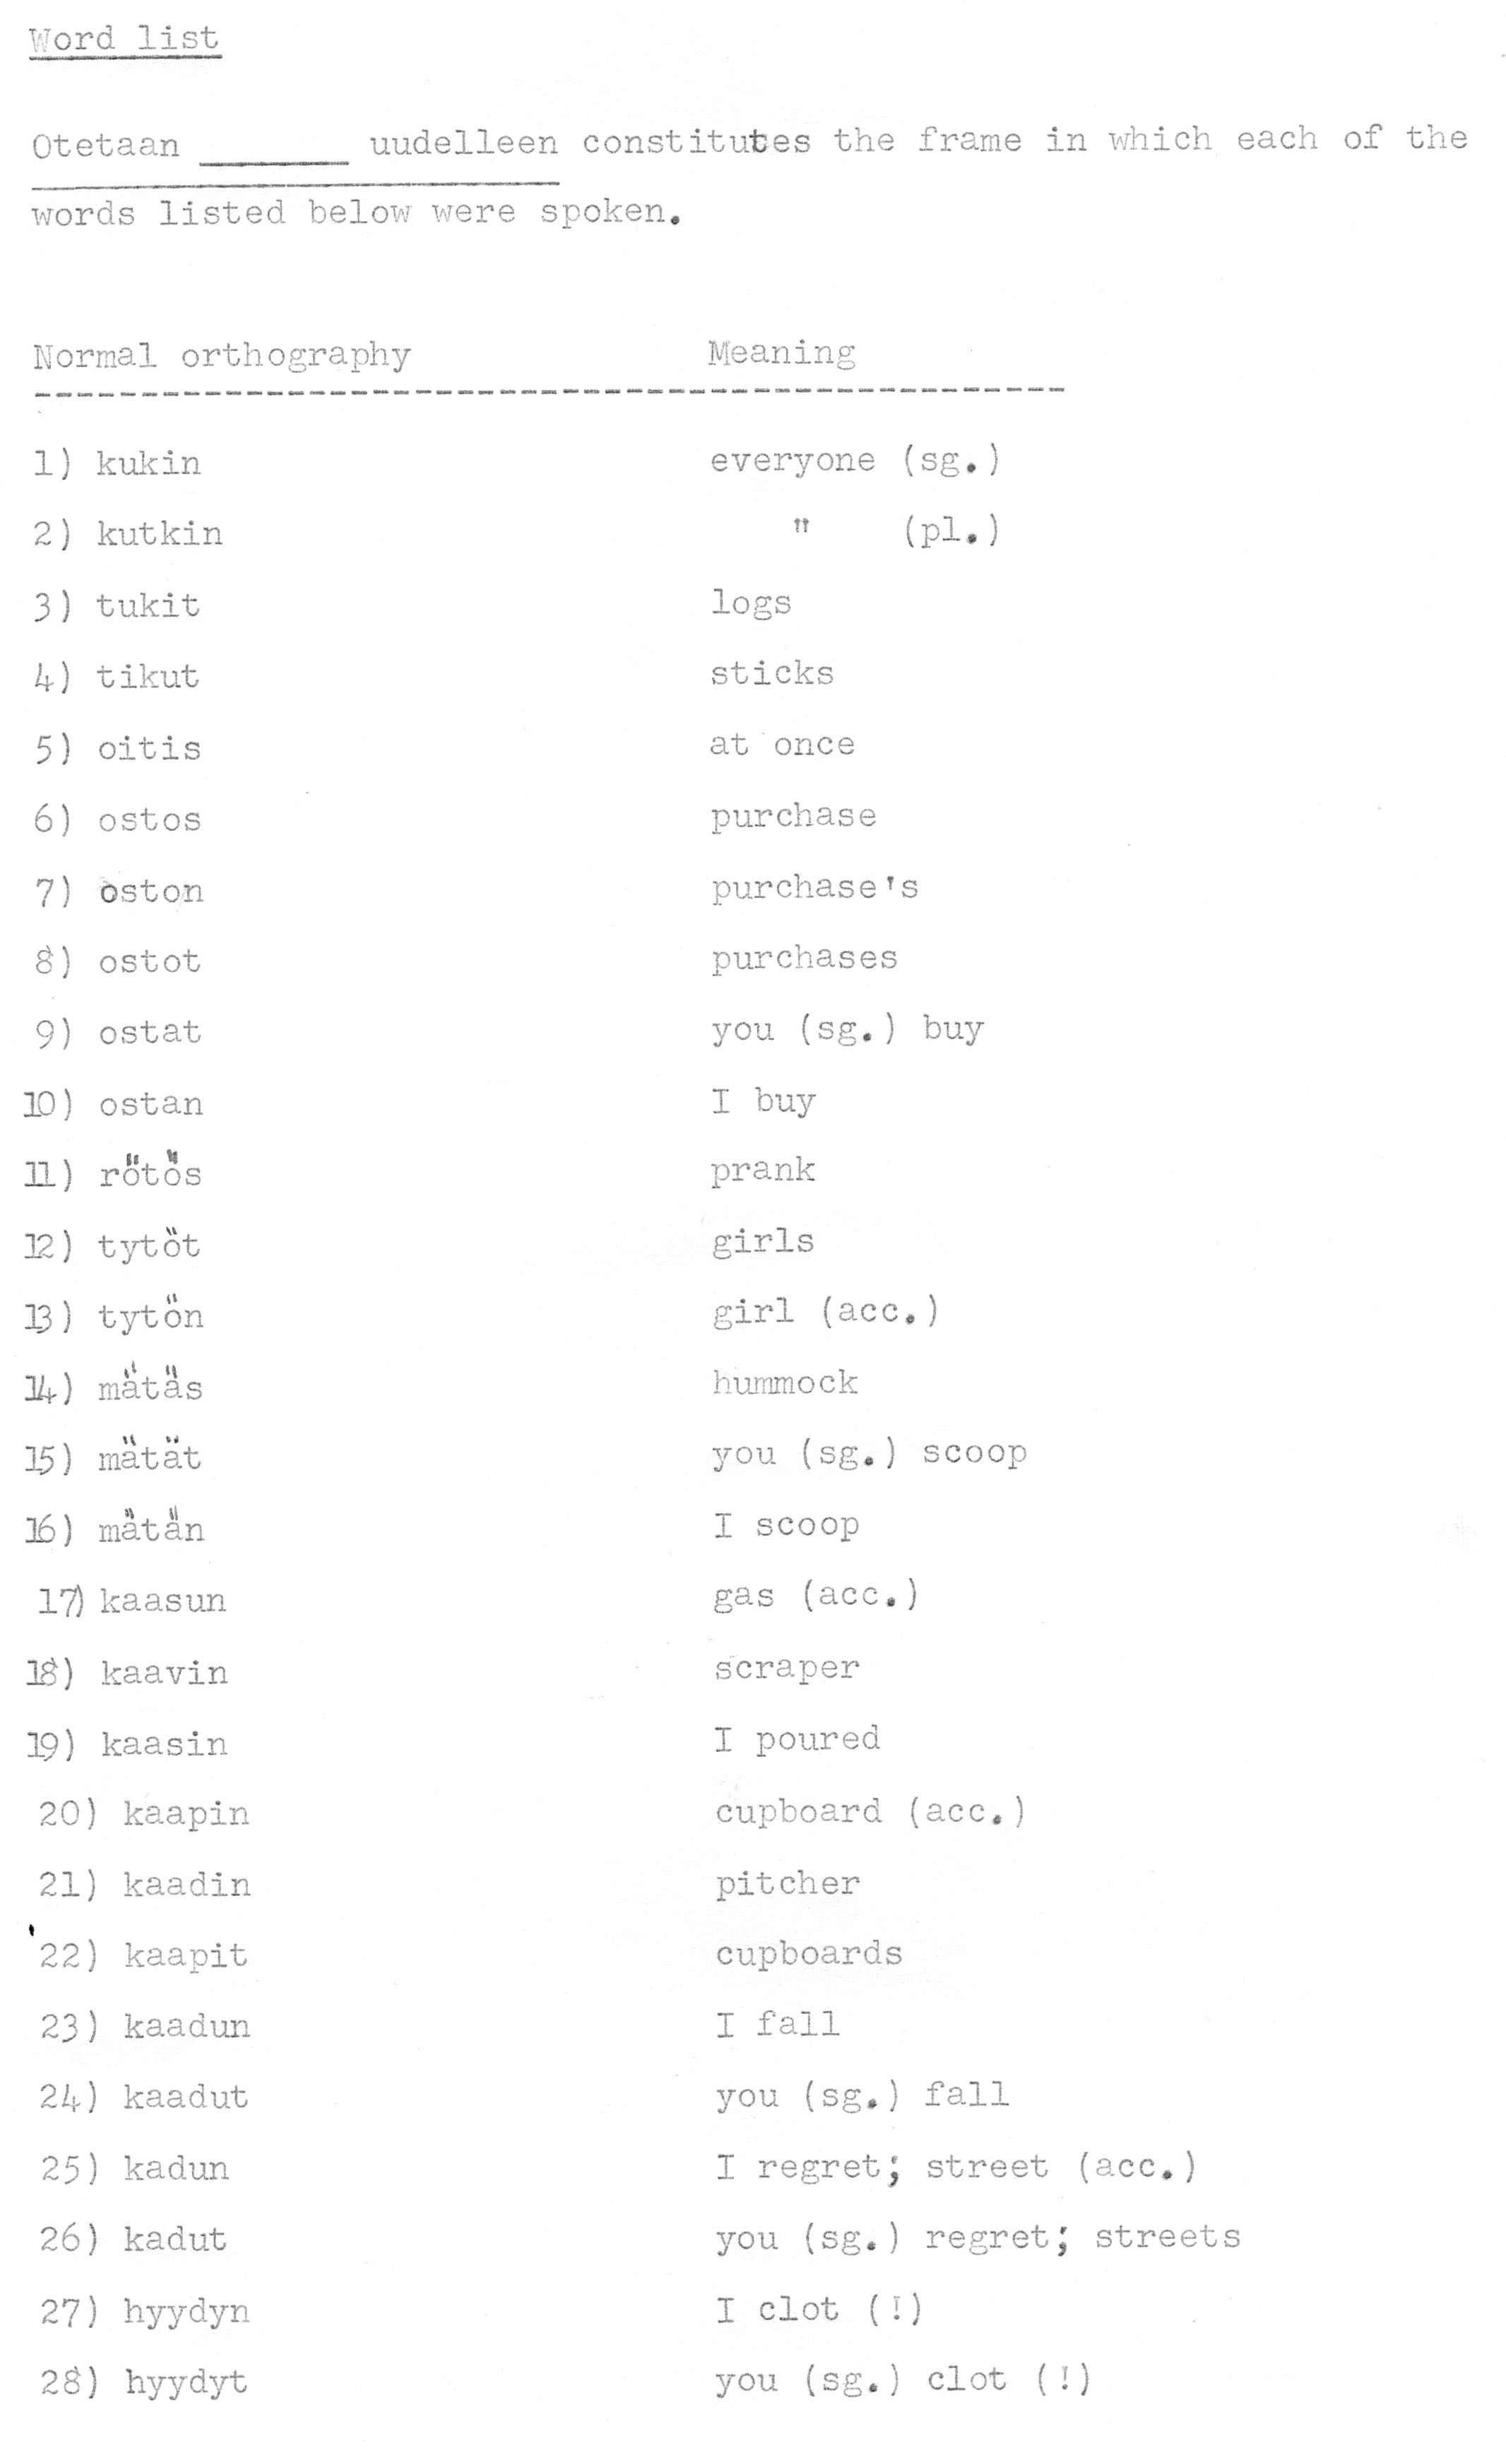 Word list
Otetaan _______ uudelleen constitutes the frame in which each of the
words listed below were spoken.
Normal orthography Meaning
1) kukin everyone (sg.)
2) kutkin " (pl.)
3) tukit logs
4) tikut sticks
5) oitis at once
6) ostos purchase
7) oston purchase's
8) ostot purchases
9) ostat you (sg.) buy
10) ostan I buy
11) rötös prank
12) tytöt girls
13) tytön girl (acc.)
14) mätäs hummock
15) mätät you (sg.) scoop
16) mätän I scoop
17) kaasun gas (acc.)
18) kaavin scraper
19) kaasin I poured
20) kaapin cupboard (acc.)
21) kaadin pitcher
22) kaapit cupboards
23) kaadun I fall
24) kaadut you (sg.) fall
25) kadun I regret; street (acc.)
26) kadut you (sg.) regret; streets
27) hyydyn I clot (!)
28) hyydyt you (sg.) clot (!)